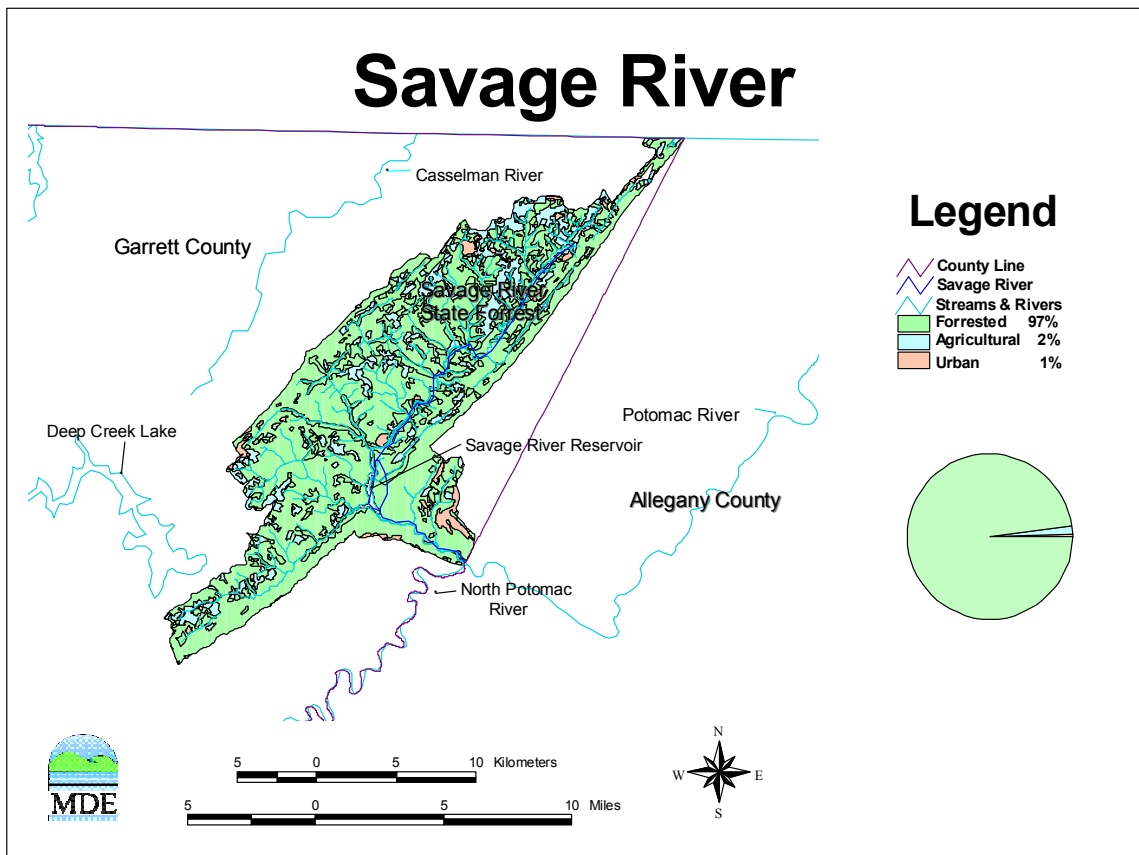 Savage River
Casselman River
Garrett County
Savage River
State Forrest
Deep Creek Lake
Savage River Reservoir
Potomac River
Allegany County
North Potomac
River
Legend
County Line
Savage River
Streams & Rivers
Forrested 97%
Agricultural 2%
Urban 1%
MDE
5 0 5 10 Kilometers
5 0 5 10 Miles
N
W E
S